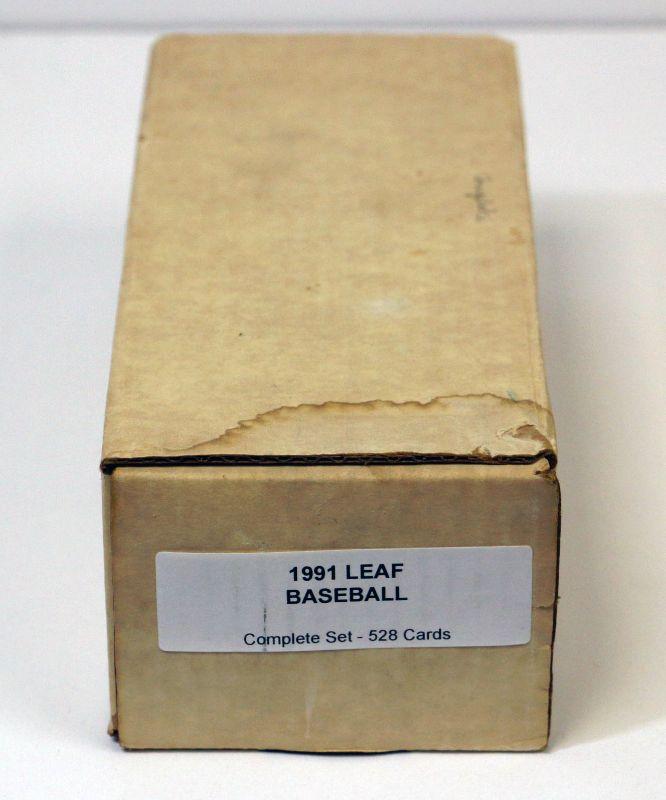 1991 LEAF
BASEBALL
Complete Set - 528 Cards